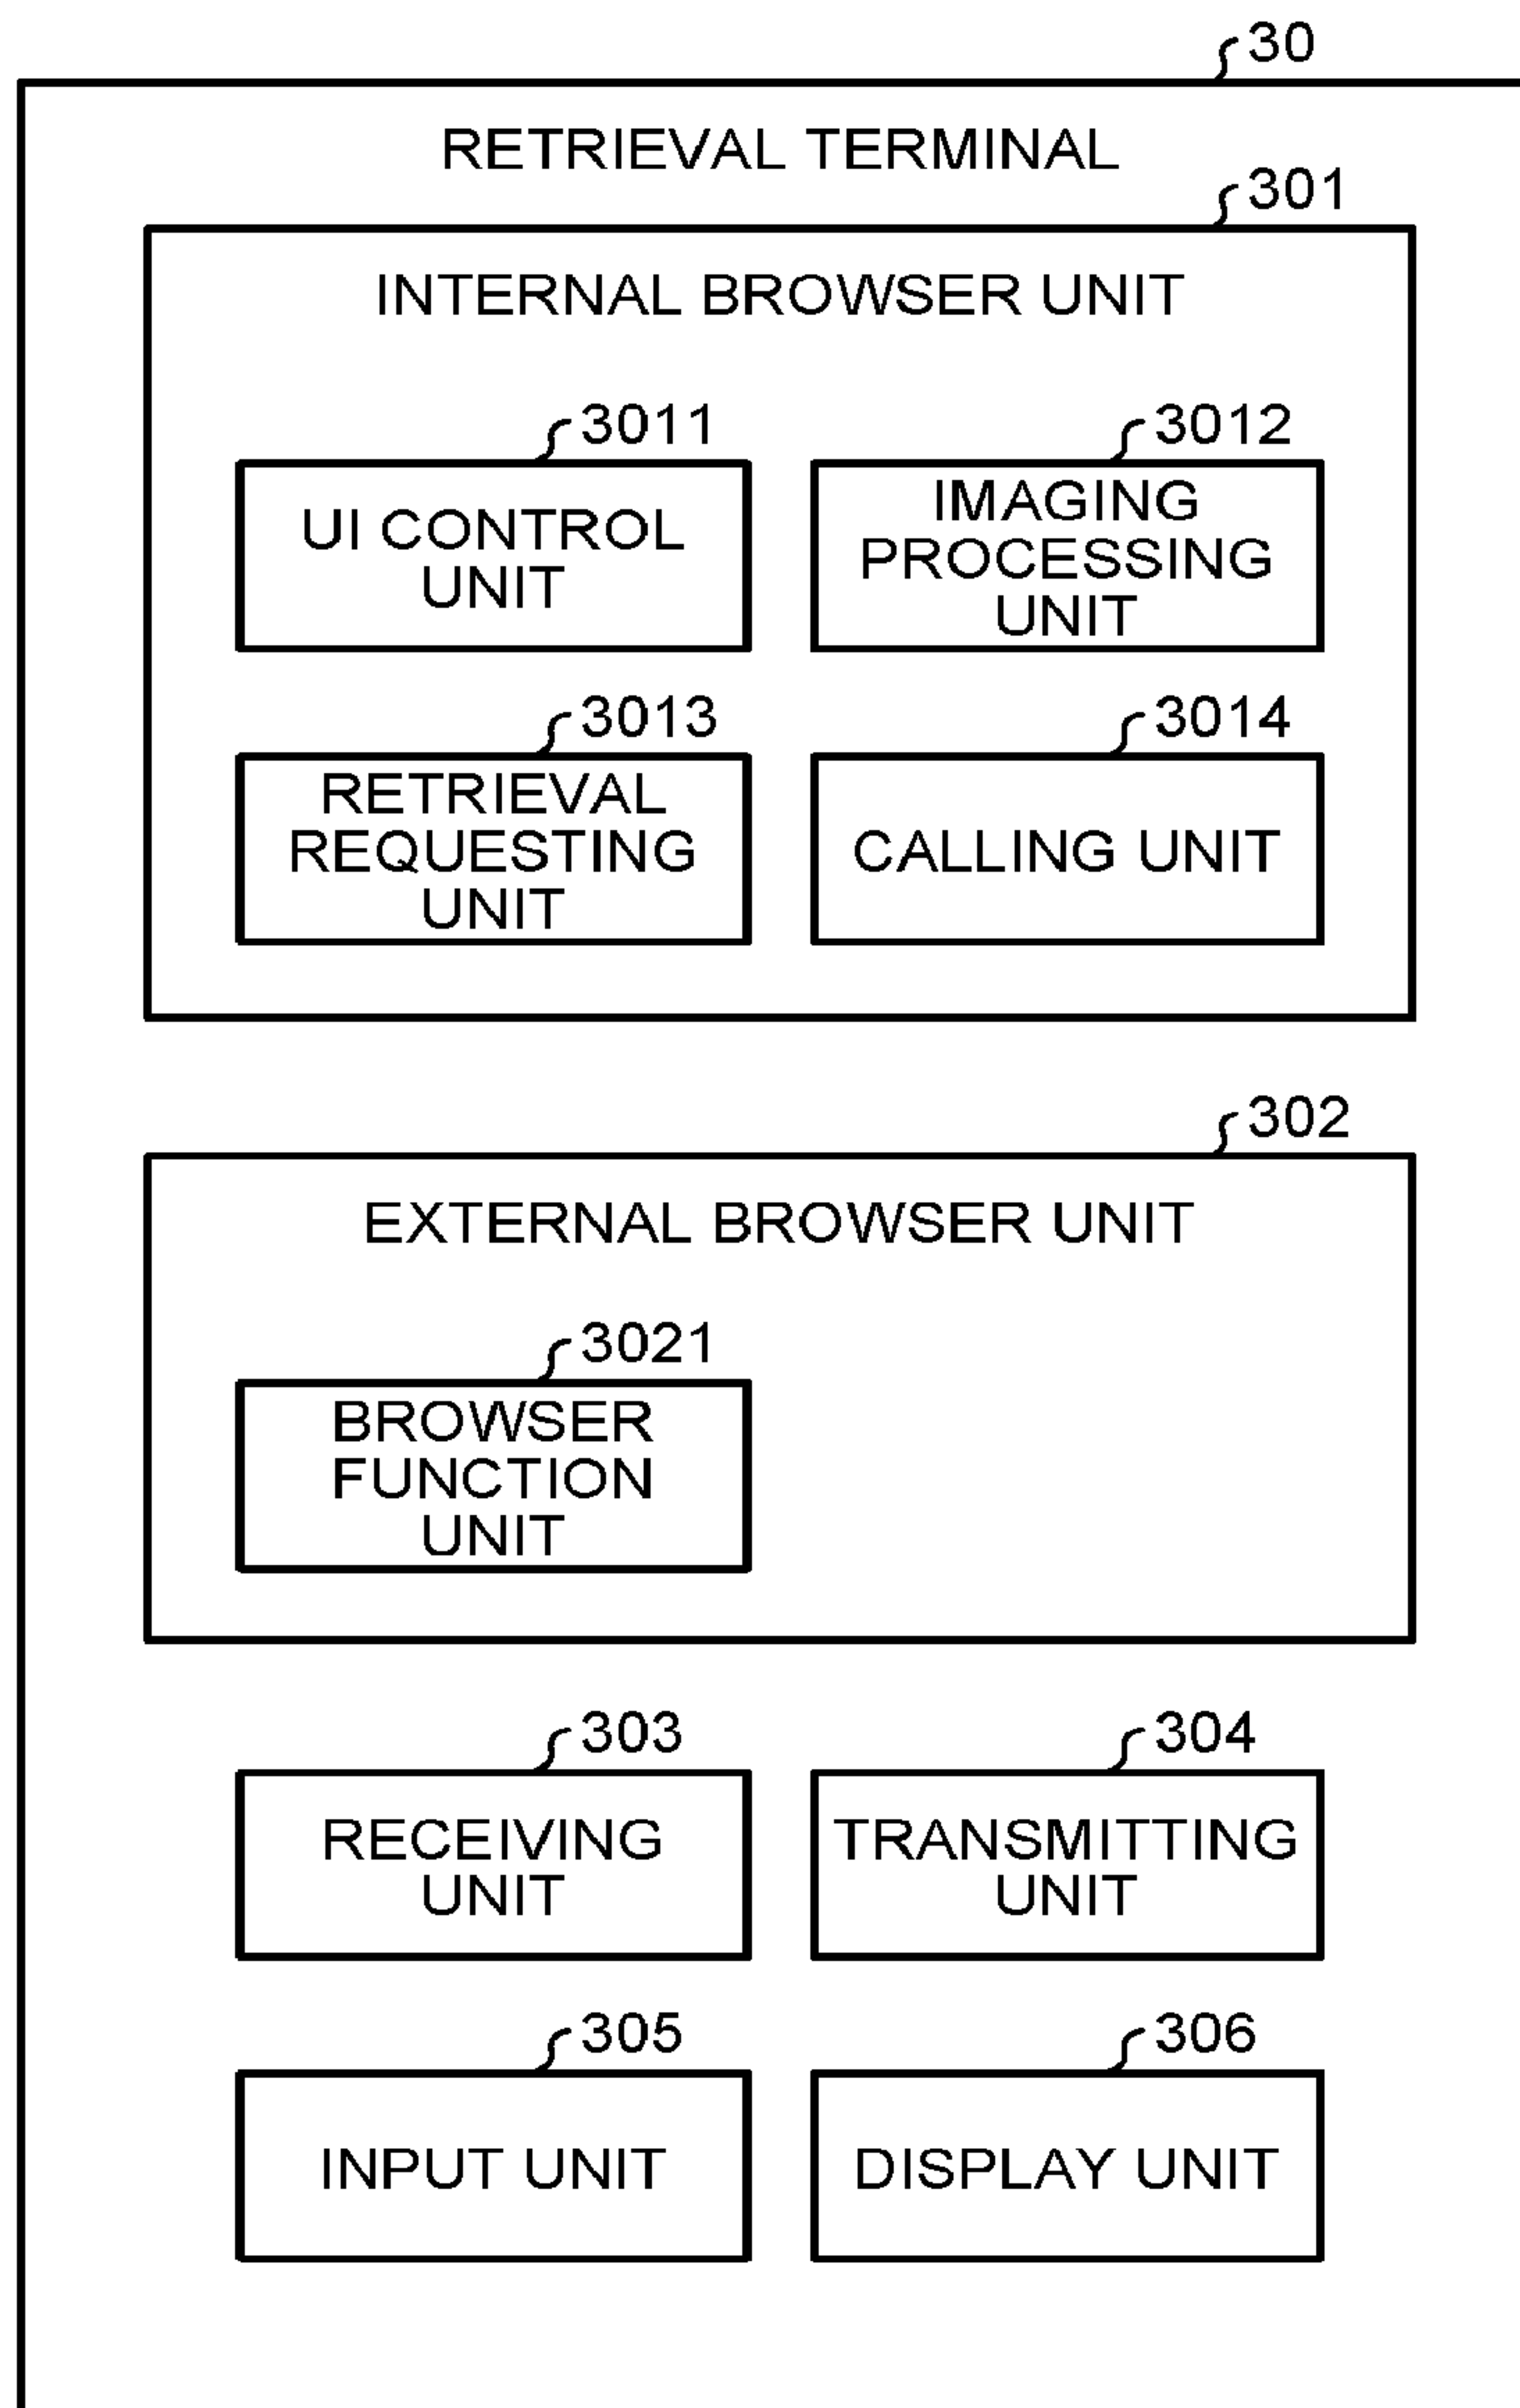 30
RETRIEVAL TERMINAL
301
INTERNAL BROWSER UNIT
3011
UI CONTROL
UNIT
3012
IMAGING
PROCESSING
UNIT
3013
RETRIEVAL
REQUESTING
UNIT
3014
CALLING UNIT
302
EXTERNAL BROWSER UNIT
3021
BROWSER
FUNCTION
UNIT
303
RECEIVING
UNIT
304
TRANSMITTING
UNIT
305
INPUT UNIT
306
DISPLAY UNIT